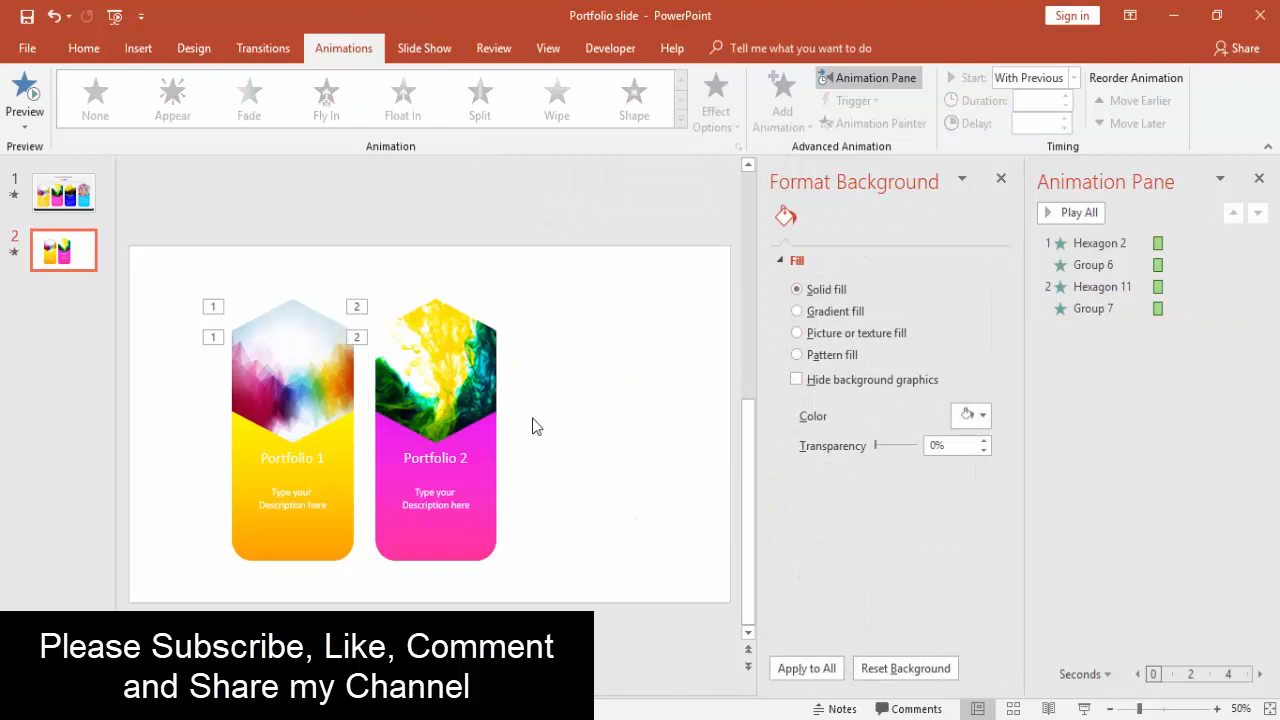 Portfolio slide - PowerPoint
Sign in
File Home Insert Design Transitions Animations Slide Show Review View Developer Help Tell me what you want to do Share
Preview
None Appear Fade Fly In Float In Split Wipe Shape
Effect Options
Add Animation
Animation Pane
Trigger
Animation Painter
Start: With Previous
Duration:
Delay:
Reorder Animation
Move Earlier
Move Later
Preview Animation Advanced Animation Timing
1
2
1
1
2
2
Portfolio 1
Type your
Description here
Portfolio 2
Type your
Description here
Format Background
Fill
Solid fill
Gradient fill
Picture or texture fill
Pattern fill
Hide background graphics
Color
Transparency 0%
Apply to All Reset Background
Animation Pane
Play All
1 Hexagon 2
Group 6
2 Hexagon 11
Group 7
Seconds 0 2 4
Please Subscribe, Like, Comment
and Share my Channel
Notes Comments 50%